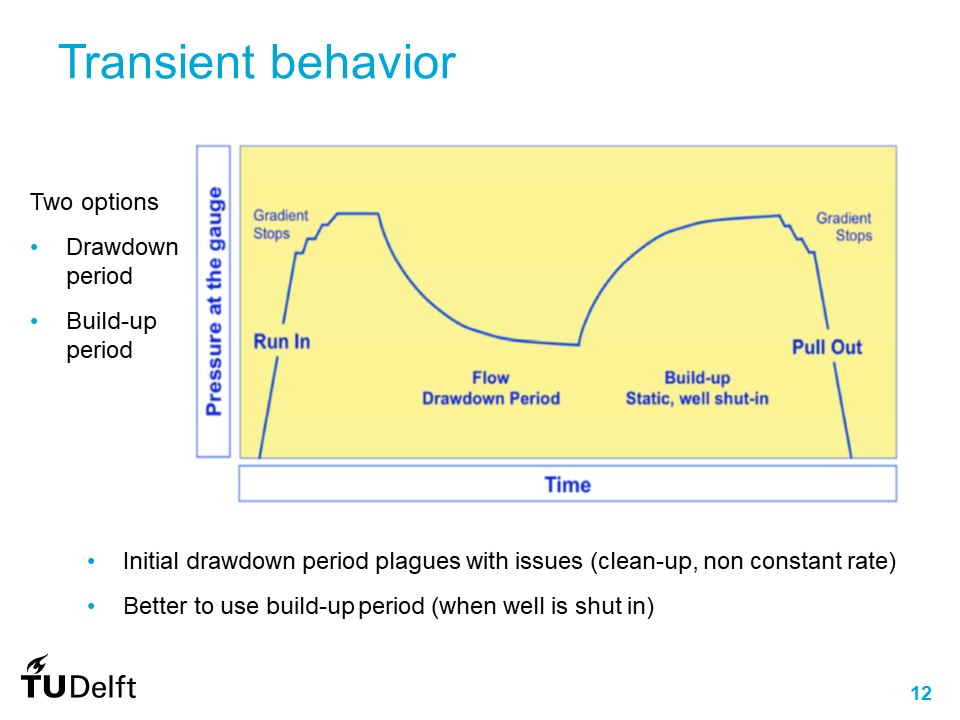 Transient behavior
Two options
• Drawdown
period
• Build-up
period
Pressure at the gauge
Gradient
Stops
Run In
Flow
Drawdown Period
Build-up
Static, well shut-in
Gradient
Stops
Pull Out
Time
• Initial drawdown period plagues with issues (clean-up, non constant rate)
• Better to use build-up period (when well is shut in)
TUDelft
12